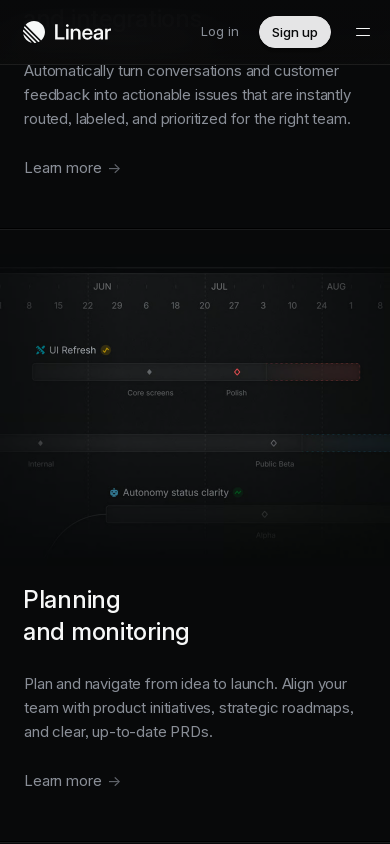 Linear
Log in
Sign up
Automatically turn conversations and customer
feedback into actionable issues that are instantly
routed, labeled, and prioritized for the right team.
Learn more →
JUN JUL AUG
8 15 22 29 6 18 20 27 3 10 24 1 8
UI Refresh
Core screens Polish
Internal Public Beta
Autonomy status clarity
Alpha
Planning
and monitoring
Plan and navigate from idea to launch. Align your
team with product initiatives, strategic roadmaps,
and clear, up-to-date PRDs.
Learn more →